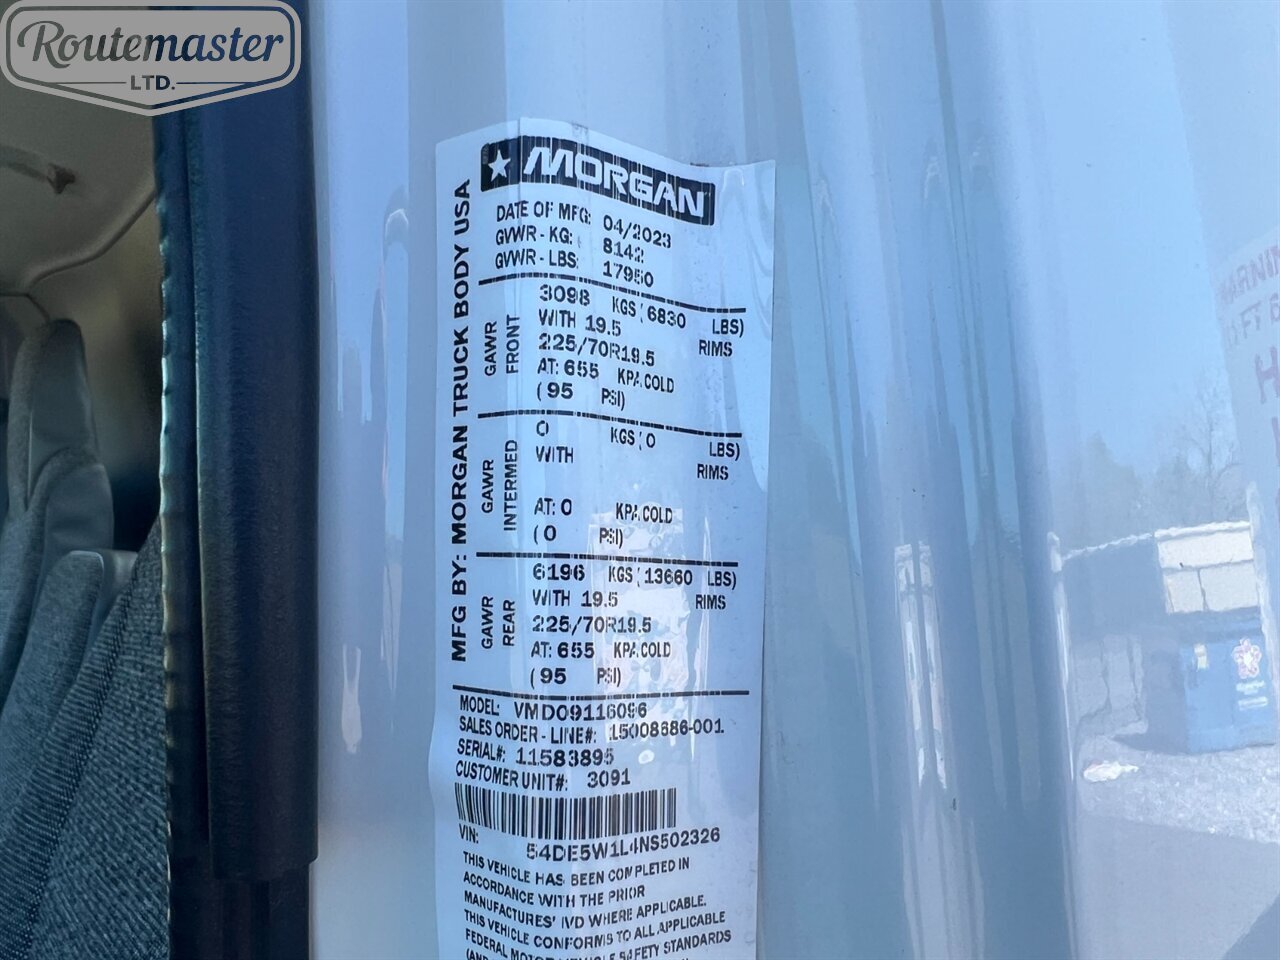 Routemaster
LTD.
MORGAN
MFG BY: MORGAN TRUCK BODY USA
DATE OF MFG: 04/2023
GVWR - KG: 8142
GVWR - LBS: 17950
GAWR FRONT
3098 KGS( 6830 LBS)
WITH 19.5 RIMS
225/70R19.5
AT: 655 KPA.COLD
( 95 PSI)
GAWR INTERMED
0 KGS( 0 LBS)
WITH RIMS
AT: 0 KPA.COLD
( 0 PSI)
GAWR REAR
6196 KGS( 13660 LBS)
WITH 19.5 RIMS
225/70R19.5
AT: 655 KPA.COLD
( 95 PSI)
MODEL: VMD09116096
SALES ORDER - LINE#: 15008686-001
SERIAL#: 11583895
CUSTOMER UNIT#: 3091
VIN: 54DE5W1L4NS502326
THIS VEHICLE HAS BEEN COMPLETED IN
ACCORDANCE WITH THE PRIOR
MANUFACTURES' IVD WHERE APPLICABLE.
THIS VEHICLE CONFORMS TO ALL APPLICABLE
FEDERAL MOTOR VEHICLE SAFETY STANDARDS